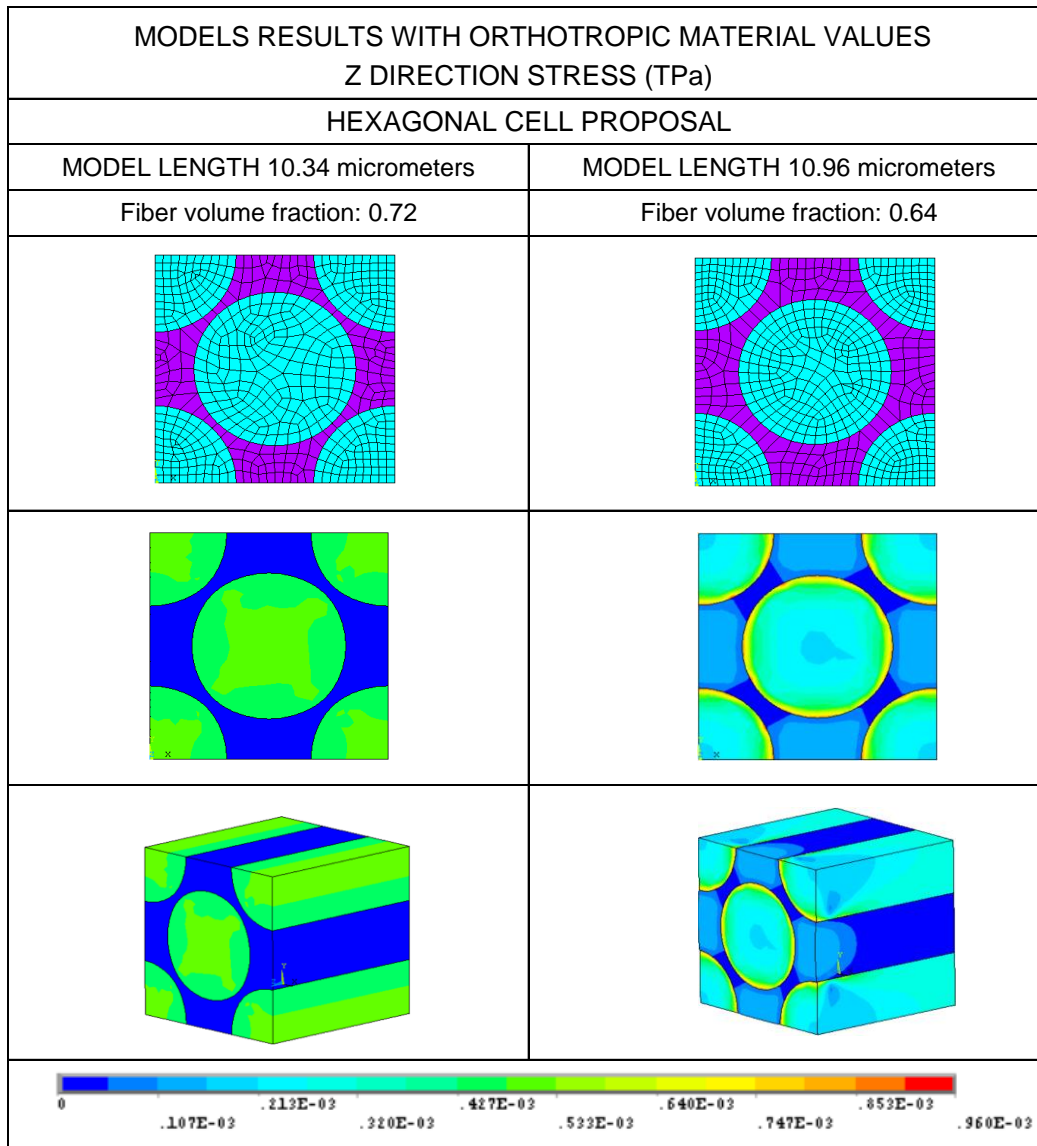 MODELS RESULTS WITH ORTHOTROPIC MATERIAL VALUES
Z DIRECTION STRESS (TPa)
HEXAGONAL CELL PROPOSAL
MODEL LENGTH 10.34 micrometers
MODEL LENGTH 10.96 micrometers
Fiber volume fraction: 0.72
Fiber volume fraction: 0.64
X
X
X
Y
Y
0 .213E-03 .427E-03 .640E-03 .853E-03
.107E-03 .320E-03 .533E-03 .747E-03 .960E-03